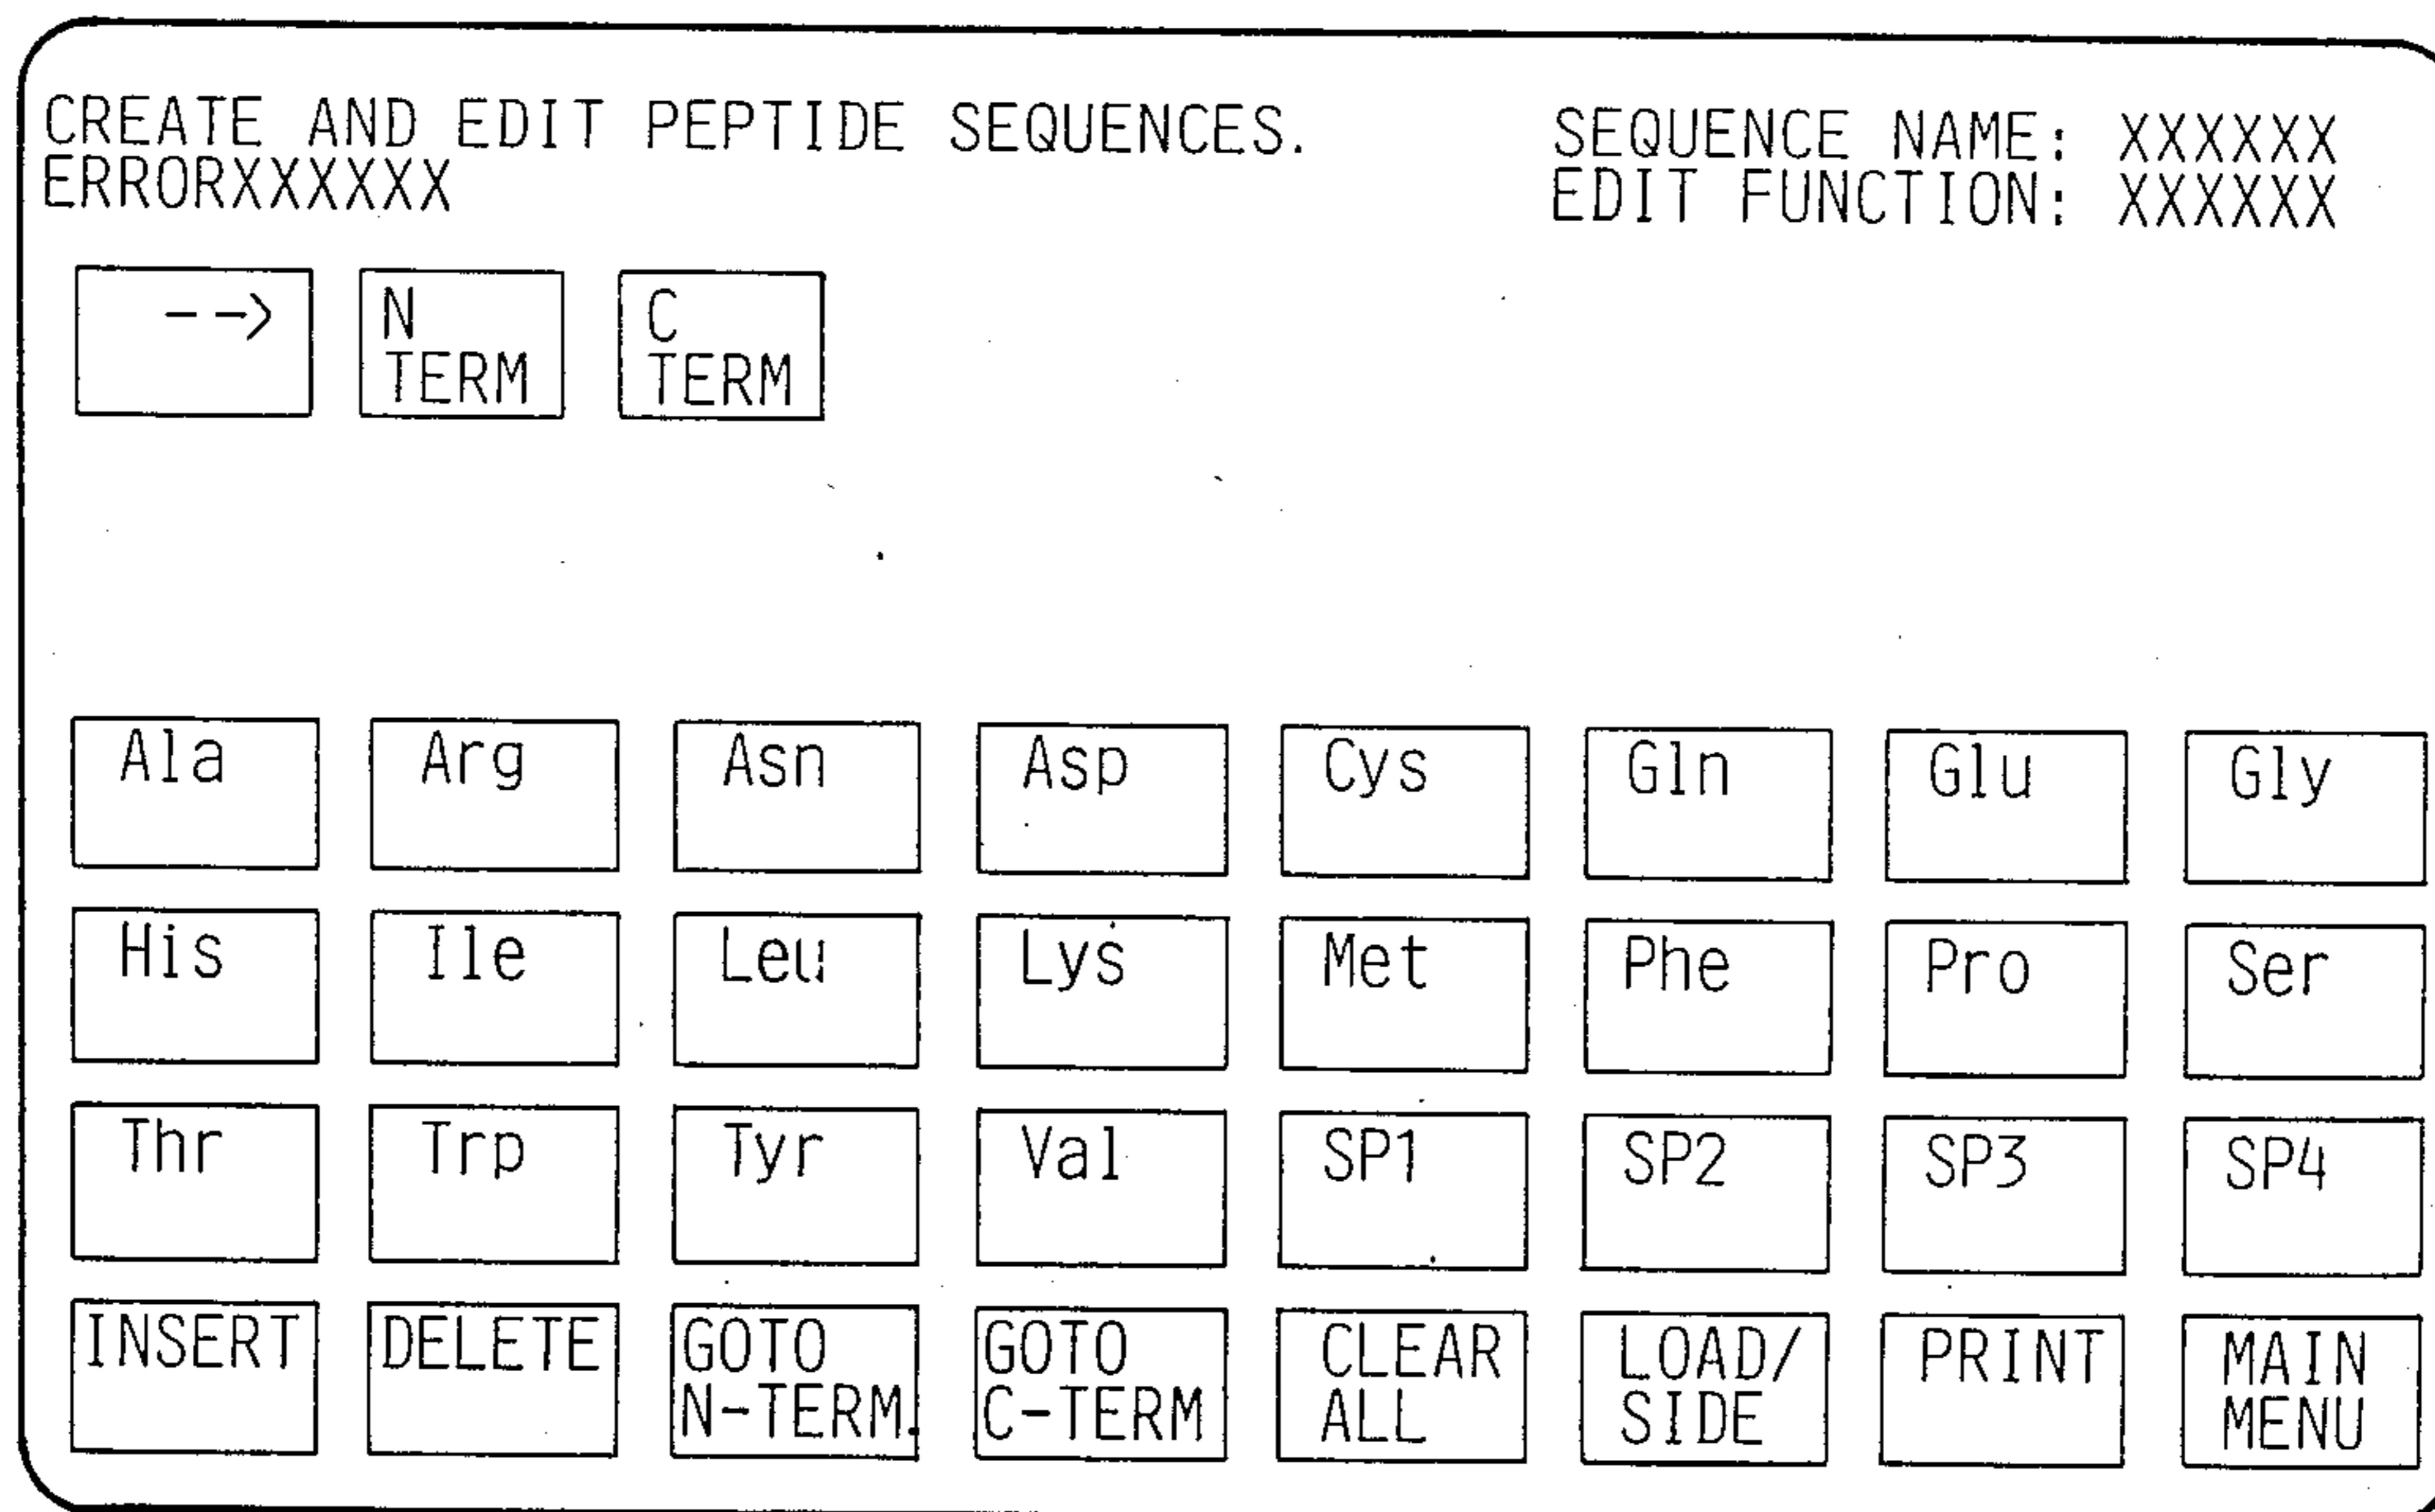 CREATE AND EDIT PEPTIDE SEQUENCES. SEQUENCE NAME: XXXXXX
ERRORXXXXXX EDIT FUNCTION: XXXXXX
--> N C
TERM TERM
Ala Arg Asn Asp Cys Gln Glu Gly
His Ile Leu Lys Met Phe Pro Ser
Thr Trp Tyr Val SP1 SP2 SP3 SP4
INSERT DELETE GOTO GOTO CLEAR LOAD/ PRINT MAIN
N-TERM. C-TERM ALL SIDE MENU